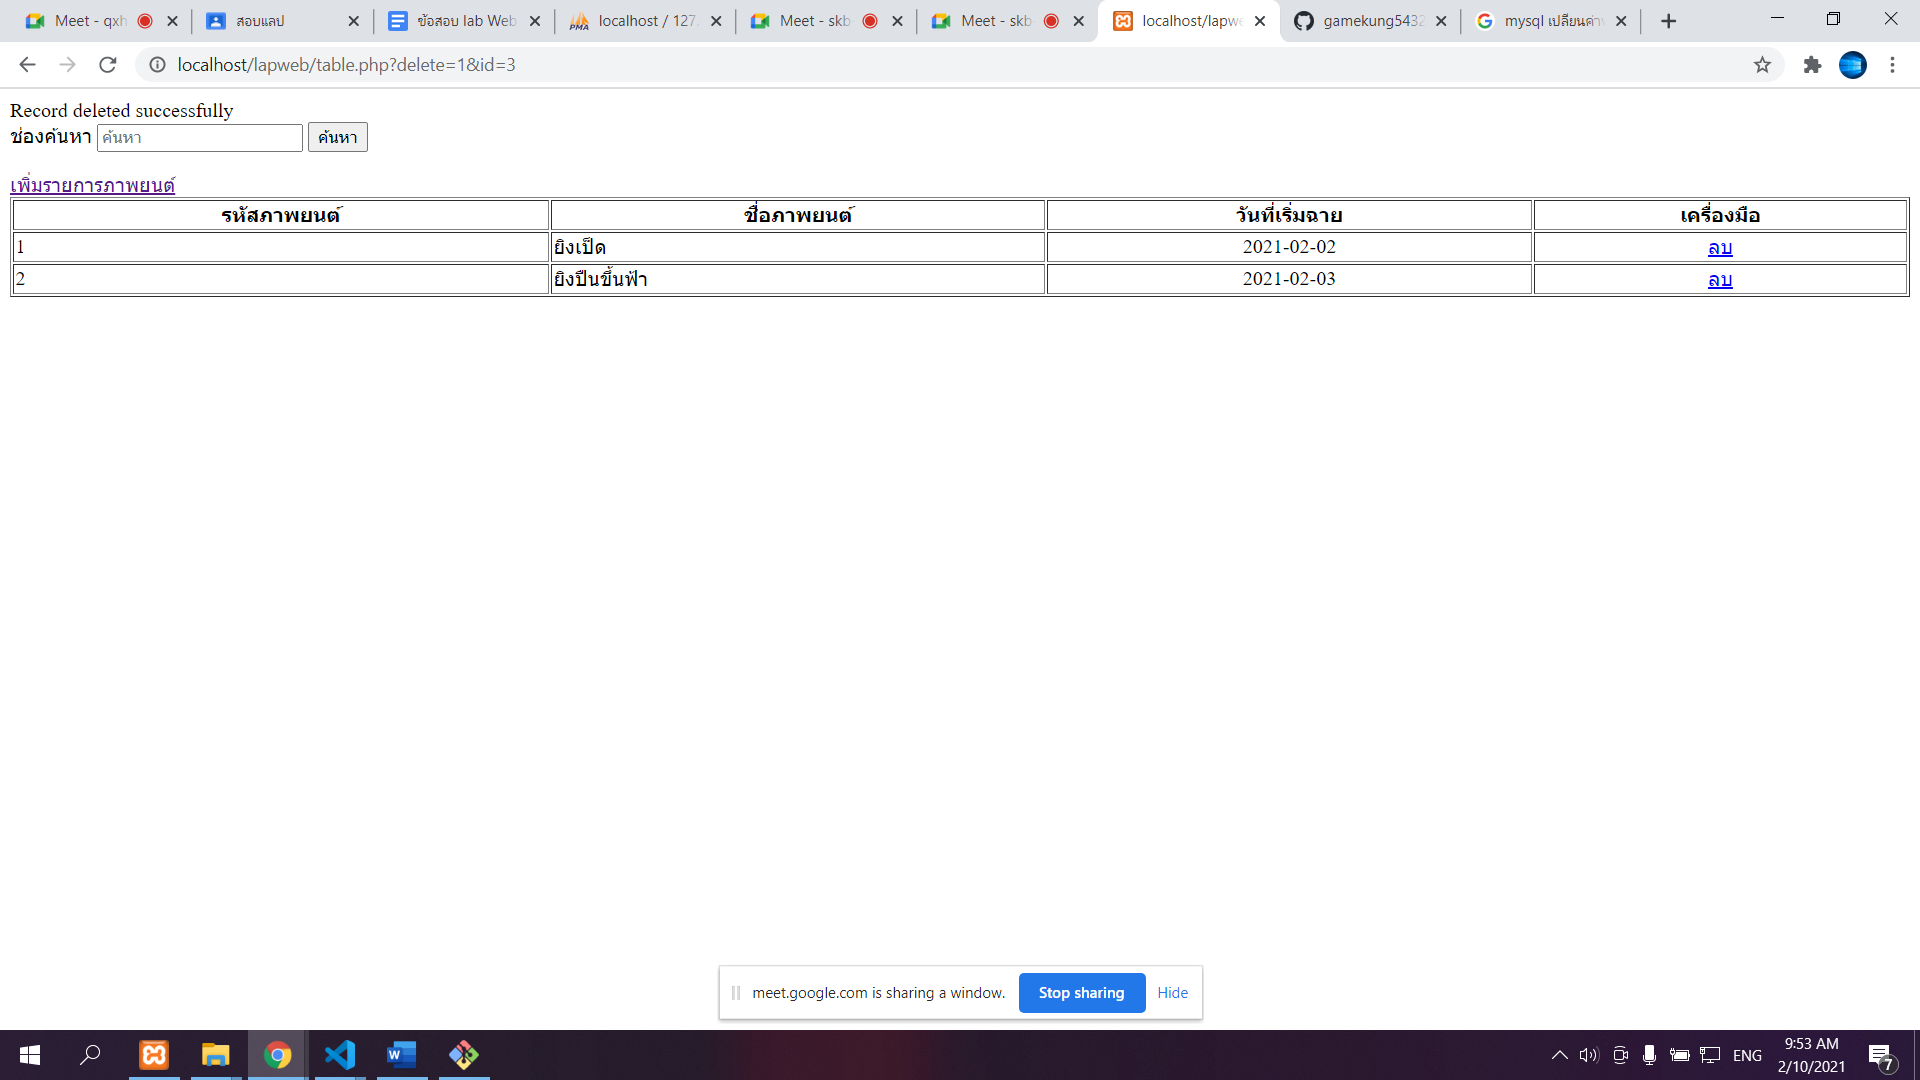 Meet - qxh
สอบแลป
ข้อสอบ lab Web
localhost / 127.
Meet - skb
Meet - skb
localhost/lapwe
gamekung5432
mysql เปลี่ยนค่า
localhost/lapweb/table.php?delete=1&id=3
Record deleted successfully
ช่องค้นหา ค้นหา ค้นหา
เพิ่มรายการภาพยนต์
รหัสภาพยนต์ ชื่อภาพยนต์ วันที่เริ่มฉาย เครื่องมือ
1 ยิงเป็ด 2021-02-02 ลบ
2 ยิงปืนขึ้นฟ้า 2021-02-03 ลบ
meet.google.com is sharing a window. Stop sharing Hide
ENG
9:53 AM
2/10/2021
7